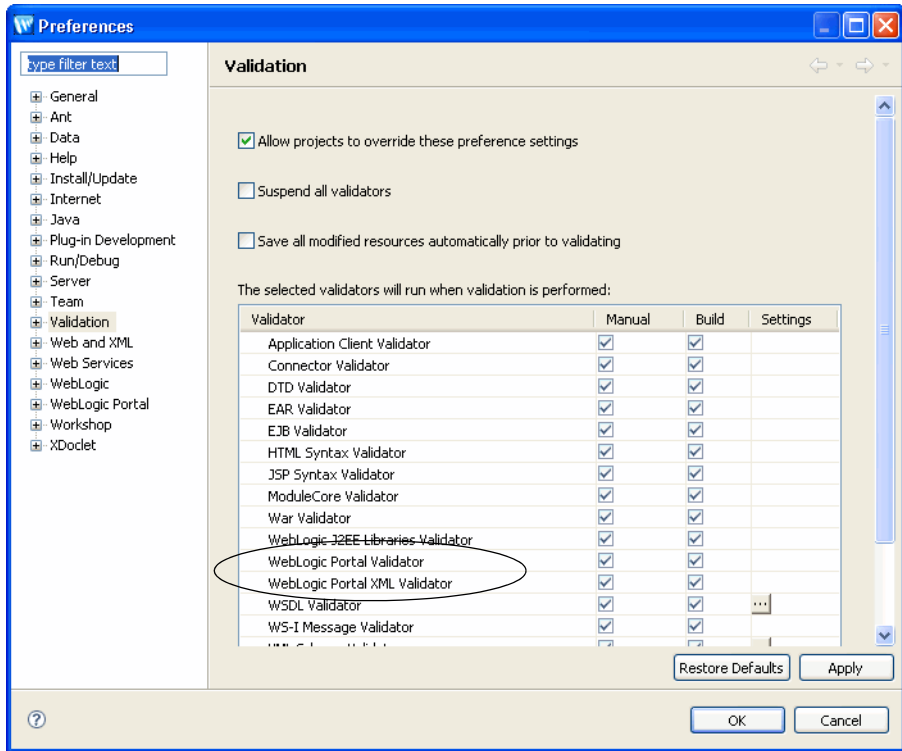 Preferences
type filter text
General
Ant
Data
Help
Install/Update
Internet
Java
Plug-in Development
Run/Debug
Server
Team
Validation
Web and XML
Web Services
WebLogic
WebLogic Portal
Workshop
XDoclet
Validation
Allow projects to override these preference settings
Suspend all validators
Save all modified resources automatically prior to validating
The selected validators will run when validation is performed:
Validator Manual Build Settings
Application Client Validator
Connector Validator
DTD Validator
EAR Validator
EJB Validator
HTML Syntax Validator
JSP Syntax Validator
ModuleCore Validator
War Validator
WebLogic J2EE Libraries Validator
WebLogic Portal Validator
WebLogic Portal XML Validator
WSDL Validator ...
WS-I Message Validator
Restore Defaults Apply
OK Cancel